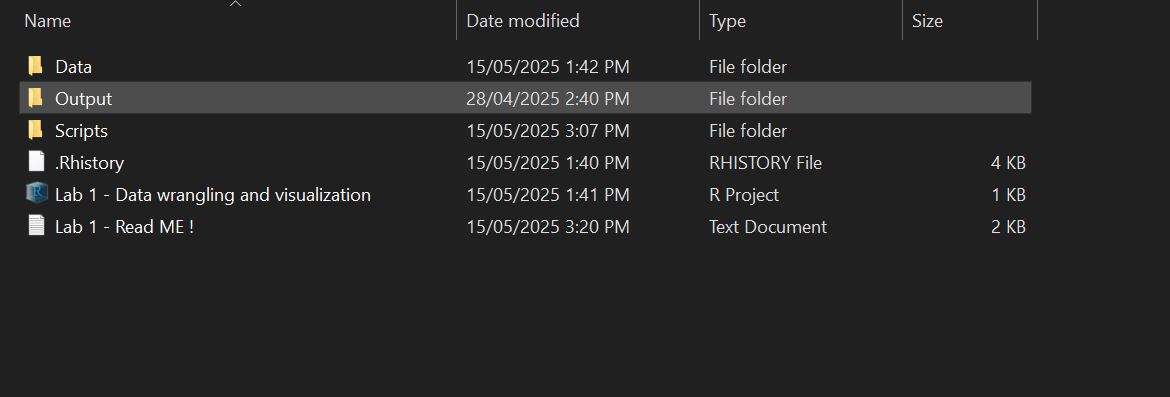 Name Date modified Type Size
Data 15/05/2025 1:42 PM File folder
Output 28/04/2025 2:40 PM File folder
Scripts 15/05/2025 3:07 PM File folder
.Rhistory 15/05/2025 1:40 PM RHISTORY File 4 KB
Lab 1 - Data wrangling and visualization 15/05/2025 1:41 PM R Project 1 KB
Lab 1 - Read ME ! 15/05/2025 3:20 PM Text Document 2 KB